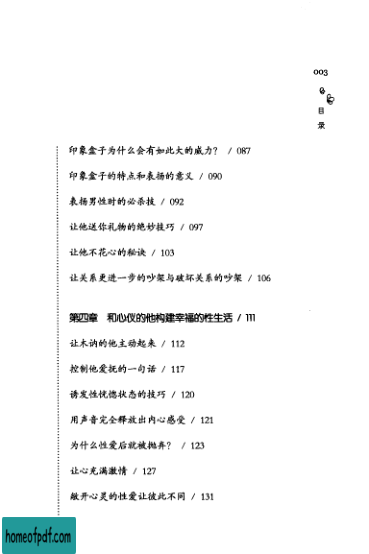 003
目
录
印象盒子为什么会有如此大的威力? / 087
印象盒子的特点和表扬的意义 / 090
表扬男性时的必杀技 / 092
让他送你礼物的绝妙技巧 / 097
让他不花心的秘诀 / 103
让关系更进一步的吵架与破坏关系的吵架 / 106
第四章 和心仪的他构建幸福的性生活 / 111
让木讷的他主动起来 / 112
控制他爱抚的一句话 / 117
诱发性恍惚状态的技巧 / 120
用声音完全释放出内心感受 / 121
为什么性爱后就被抛弃? / 123
让心充满激情 / 127
敞开心灵的性爱让彼此不同 / 131
homeofpdf.com